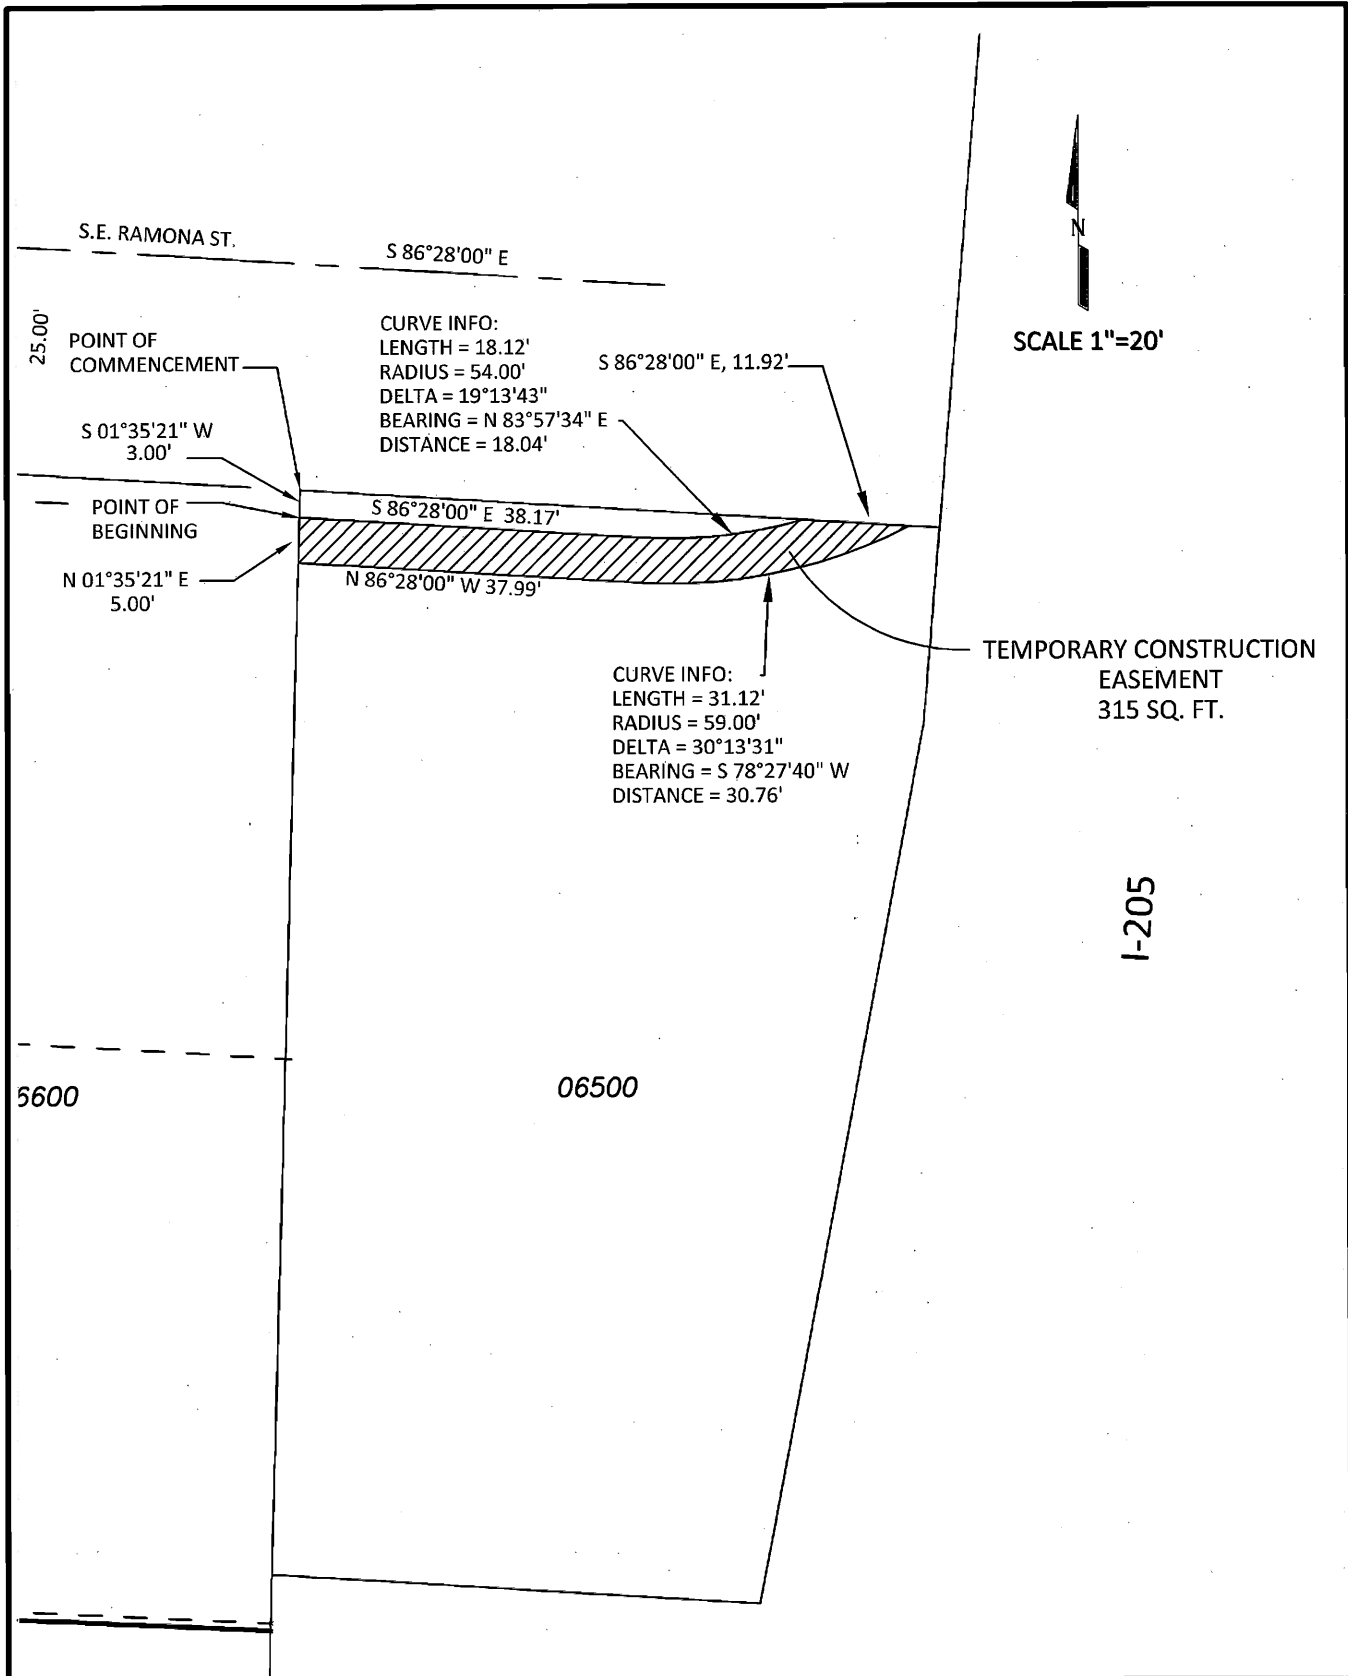 S.E. RAMONA ST.
S 86°28'00" E
N
SCALE 1"=20'
25.00'
POINT OF
COMMENCEMENT
CURVE INFO:
LENGTH = 18.12'
RADIUS = 54.00'
DELTA = 19°13'43"
BEARING = N 83°57'34" E
DISTANCE = 18.04'
S 86°28'00" E, 11.92'
S 01°35'21" W
3.00'
POINT OF
BEGINNING
S 86°28'00" E 38.17'
N 01°35'21" E
5.00'
N 86°28'00" W 37.99'
TEMPORARY CONSTRUCTION
EASEMENT
315 SQ. FT.
CURVE INFO:
LENGTH = 31.12'
RADIUS = 59.00'
DELTA = 30°13'31"
BEARING = S 78°27'40" W
DISTANCE = 30.76'
I-205
6600
06500